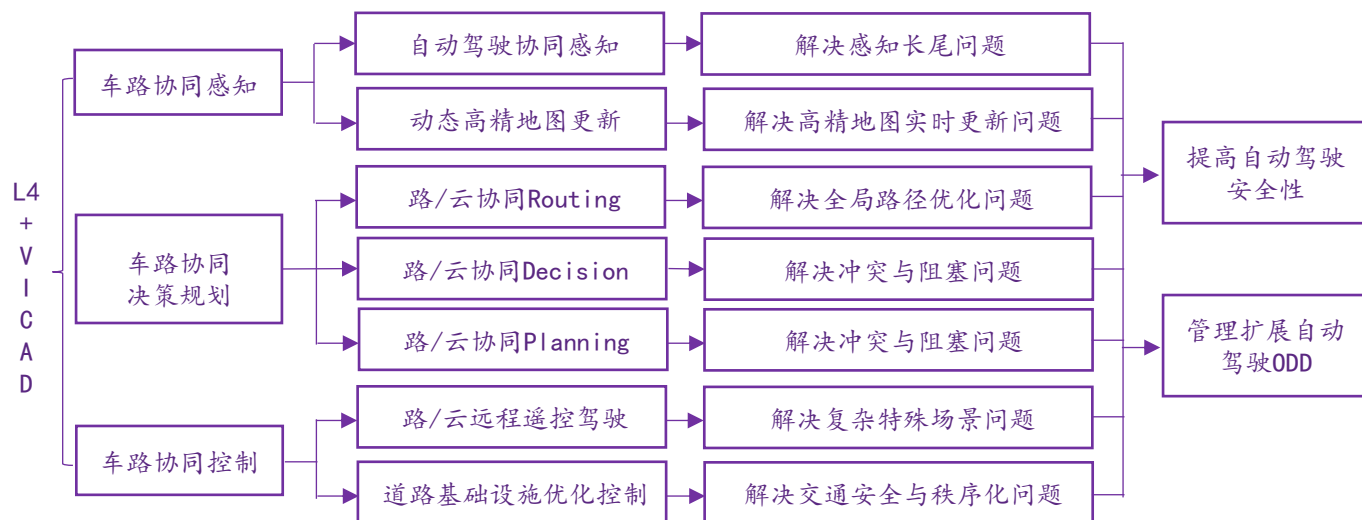 L4
+
V
I
C
A
D
车路协同感知
自动驾驶协同感知
解决感知长尾问题
动态高精地图更新
解决高精地图实时更新问题
车路协同
决策规划
路/云协同Routing
解决全局路径优化问题
路/云协同Decision
解决冲突与阻塞问题
路/云协同Planning
解决冲突与阻塞问题
车路协同控制
路/云远程遥控驾驶
解决复杂特殊场景问题
道路基础设施优化控制
解决交通安全与秩序化问题
提高自动驾驶
安全性
管理扩展自动
驾驶ODD